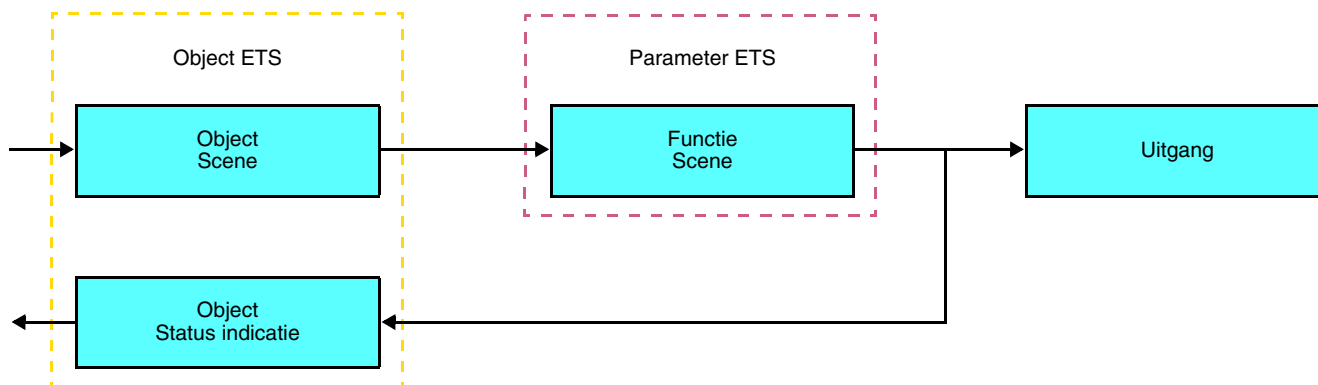 Object ETS
Parameter ETS
Object
Scene
Functie
Scene
Uitgang
Object
Status indicatie